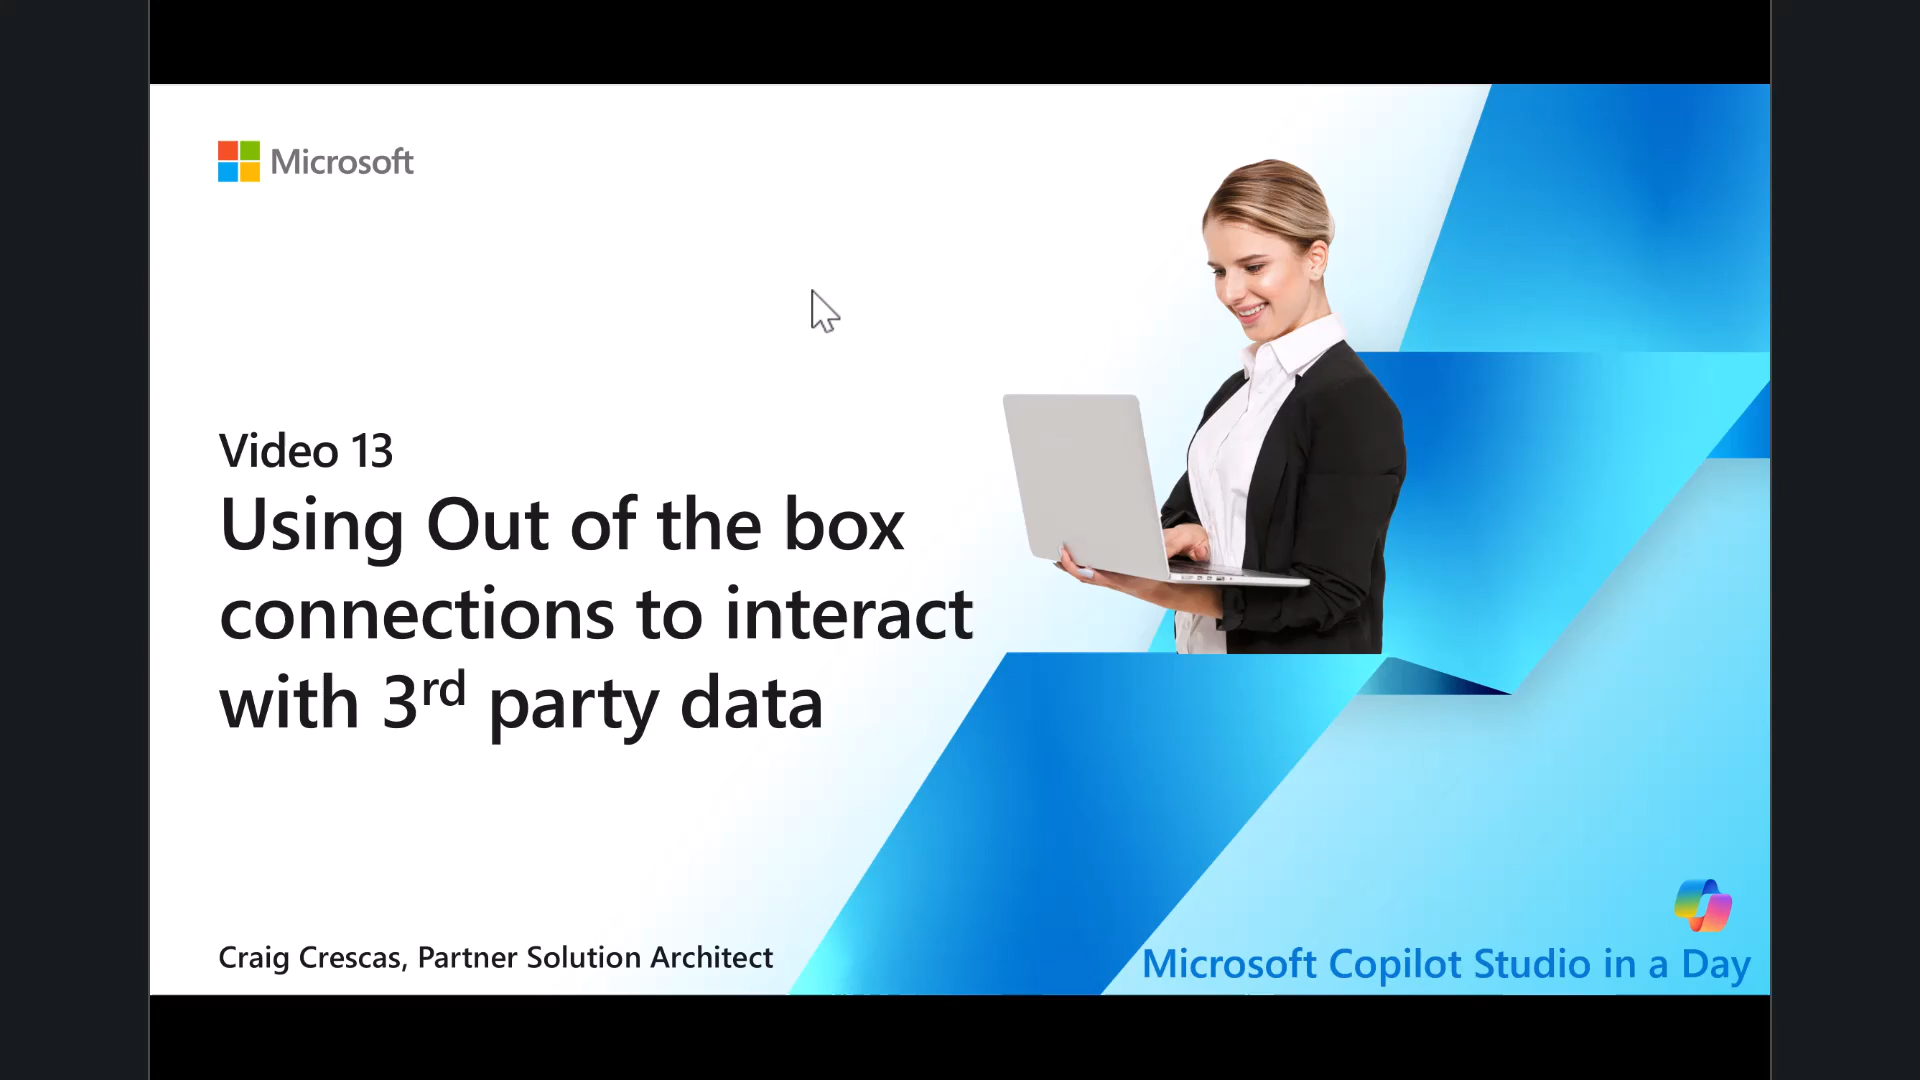 Microsoft
Video 13
Using Out of the box
connections to interact
with 3rd party data
Craig Crescas, Partner Solution Architect
Microsoft Copilot Studio in a Day